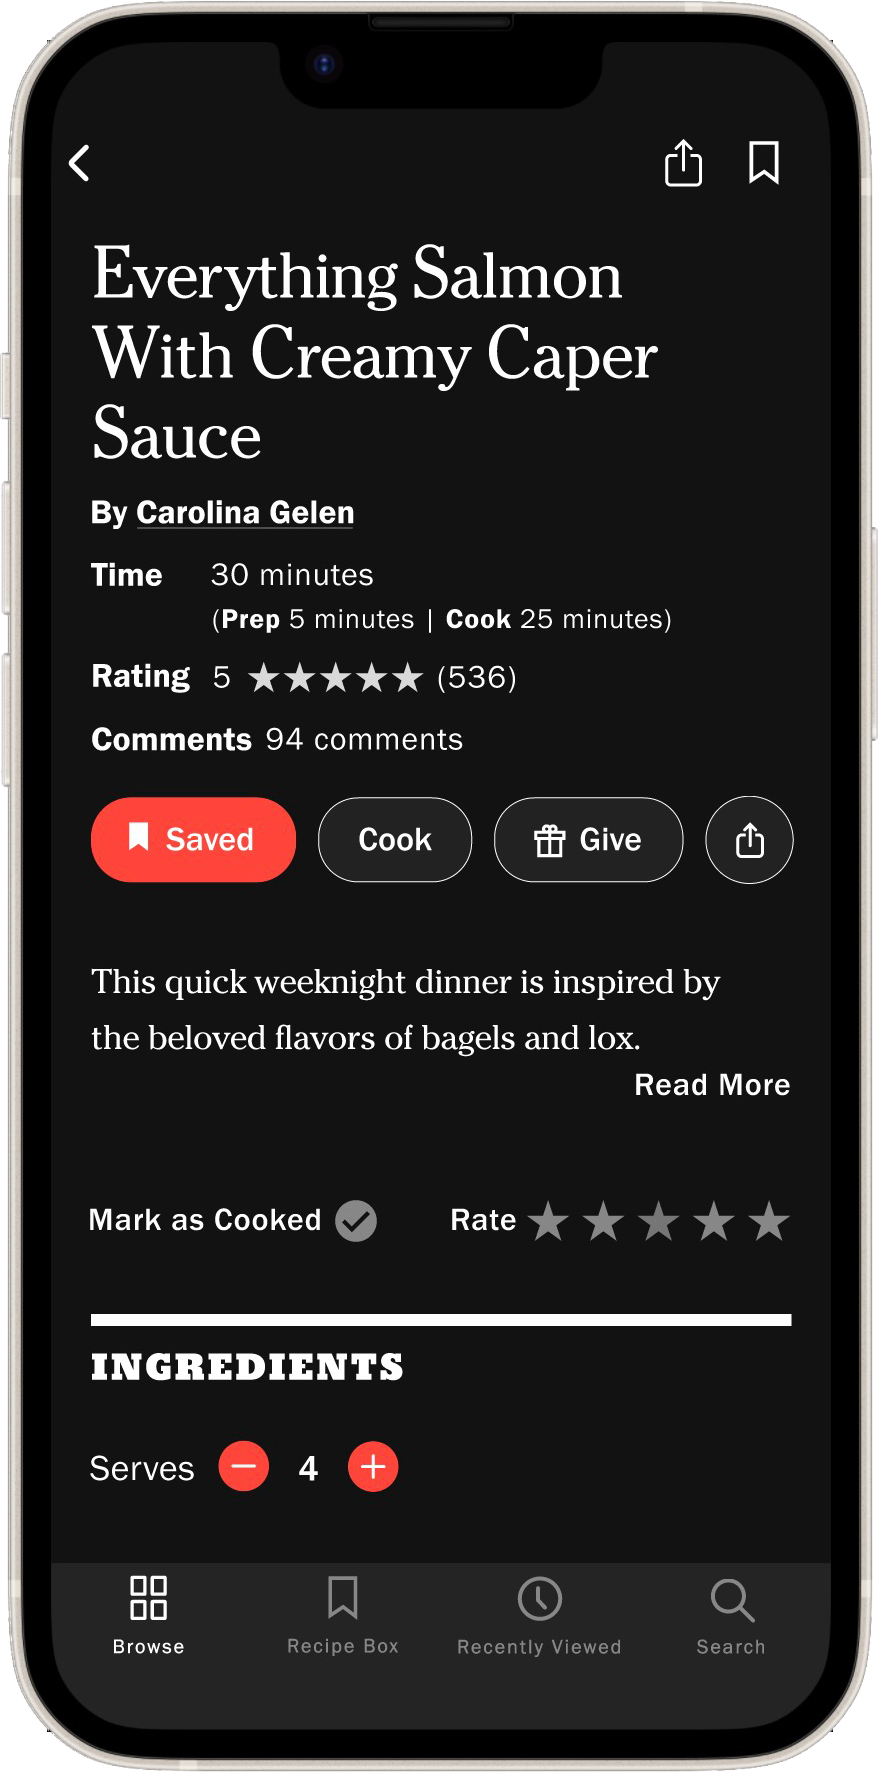 Everything Salmon
With Creamy Caper
Sauce
By Carolina Gelen
Time 30 minutes
(Prep 5 minutes | Cook 25 minutes)
Rating 5 ★★★★★ (536)
Comments 94 comments
Saved Cook Give
This quick weeknight dinner is inspired by
the beloved flavors of bagels and lox.
Read More
Mark as Cooked Rate
INGREDIENTS
Serves − 4 +
Browse Recipe Box Recently Viewed Search